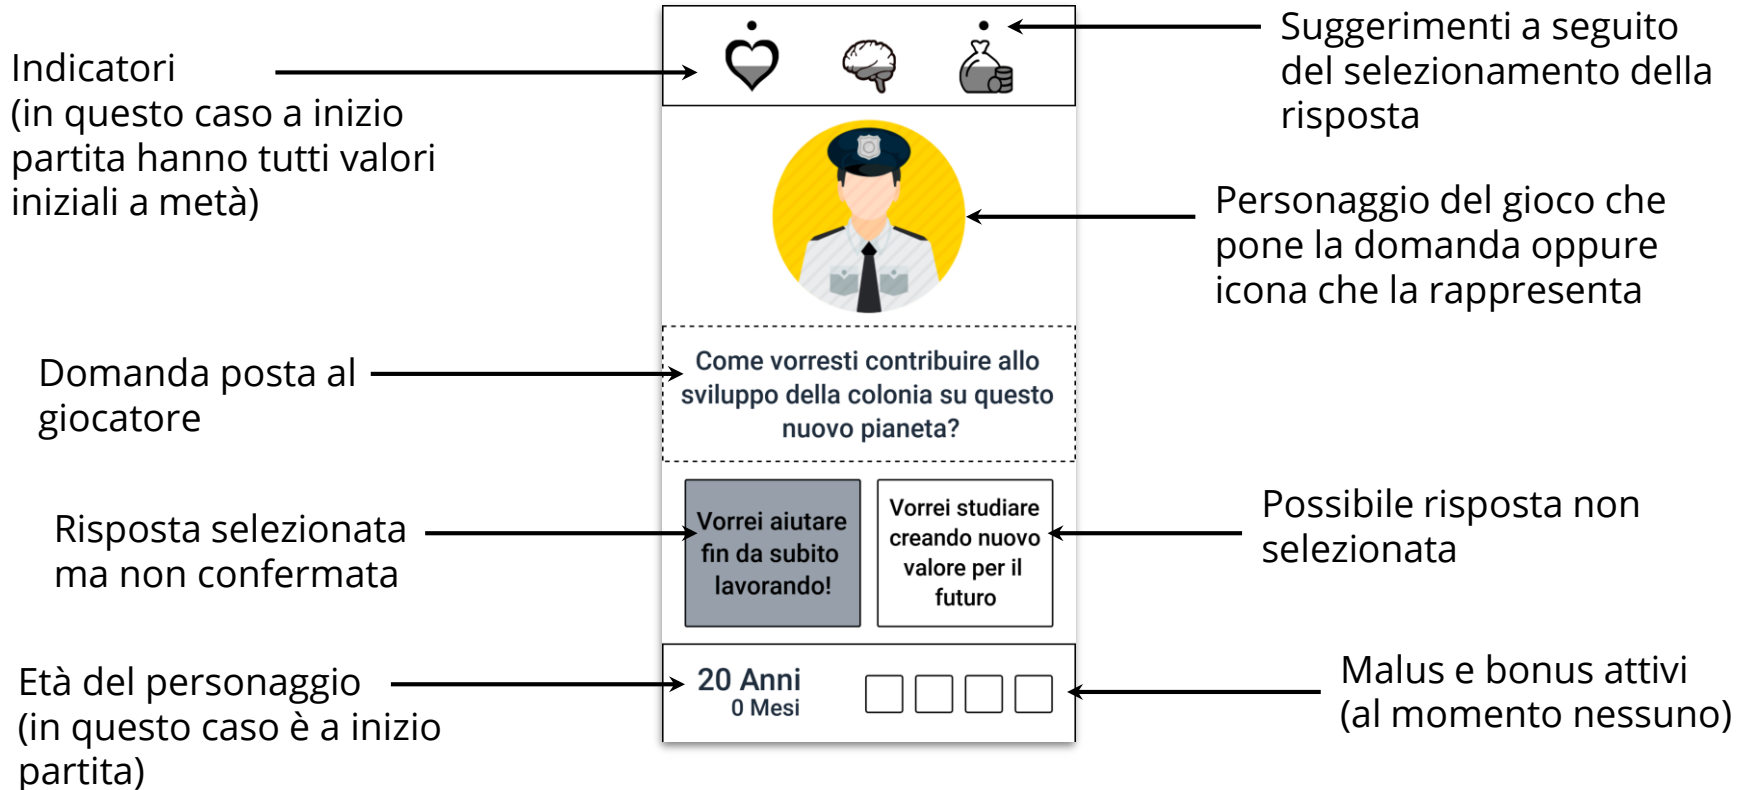 Indicatori
(in questo caso a inizio
partita hanno tutti valori
iniziali a metà)
Suggerimenti a seguito
del selezionamento della
risposta
Personaggio del gioco che
pone la domanda oppure
icona che la rappresenta
Domanda posta al
giocatore
Come vorresti contribuire allo
sviluppo della colonia su questo
nuovo pianeta?
Risposta selezionata
ma non confermata
Vorrei aiutare
fin da subito
lavorando!
Vorrei studiare
creando nuovo
valore per il
futuro
Possibile risposta non
selezionata
Età del personaggio
(in questo caso è a inizio
partita)
20 Anni
0 Mesi
Malus e bonus attivi
(al momento nessuno)